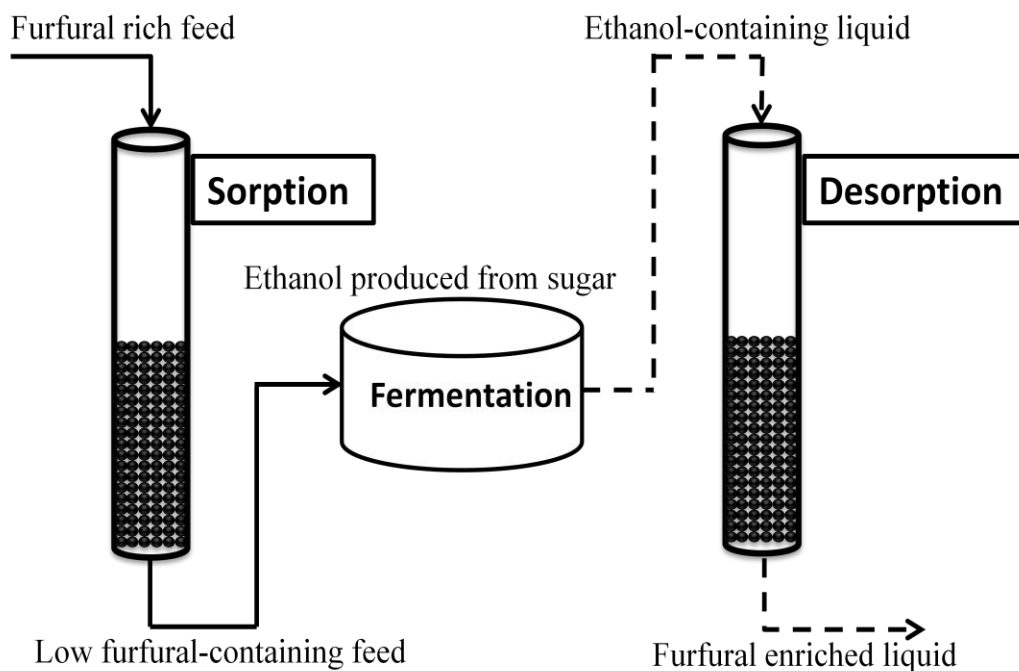 Furfural rich feed
Ethanol-containing liquid
Sorption
Desorption
Ethanol produced from sugar
Fermentation
Low furfural-containing feed
Furfural enriched liquid